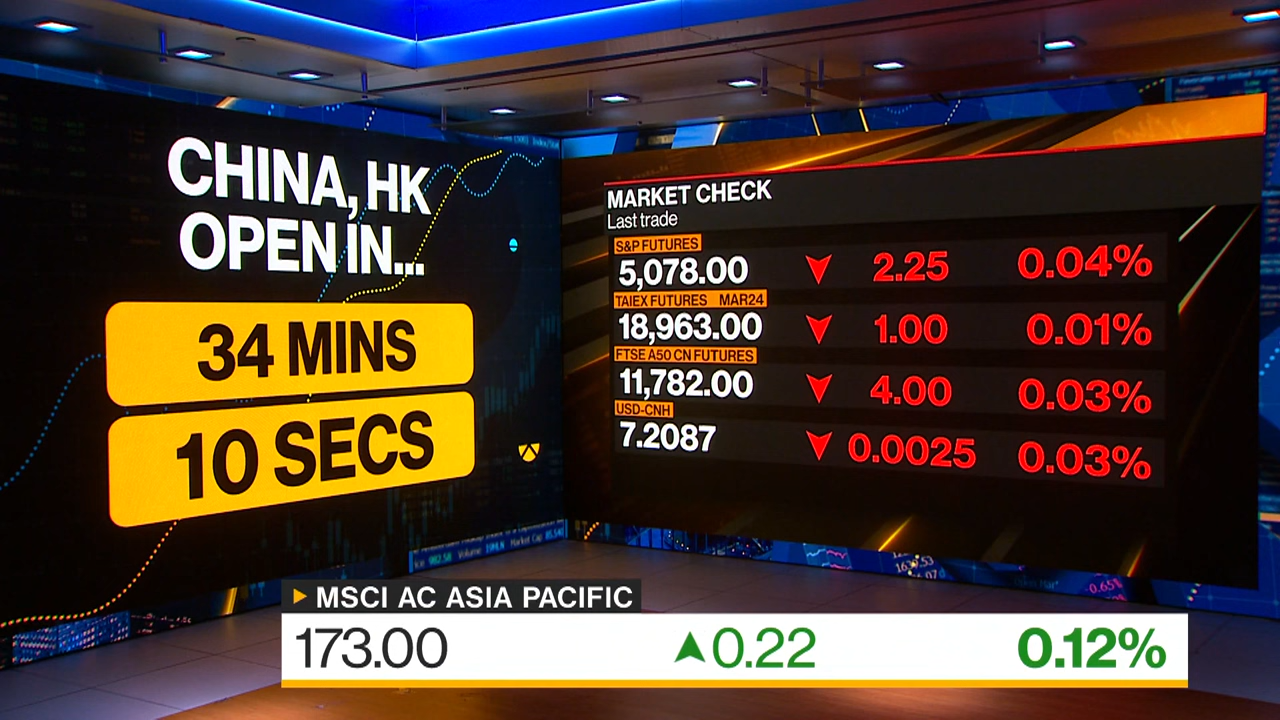 CHINA, HK
OPEN IN...
34 MINS
10 SECS
MARKET CHECK
Last trade
S&P FUTURES
5,078.00 2.25 0.04%
TAIEX FUTURES MAR24
18,963.00 1.00 0.01%
FTSE A50 CN FUTURES
11,782.00 4.00 0.03%
USD-CNH
7.2087 0.0025 0.03%
MSCI AC ASIA PACIFIC
173.00 0.22 0.12%